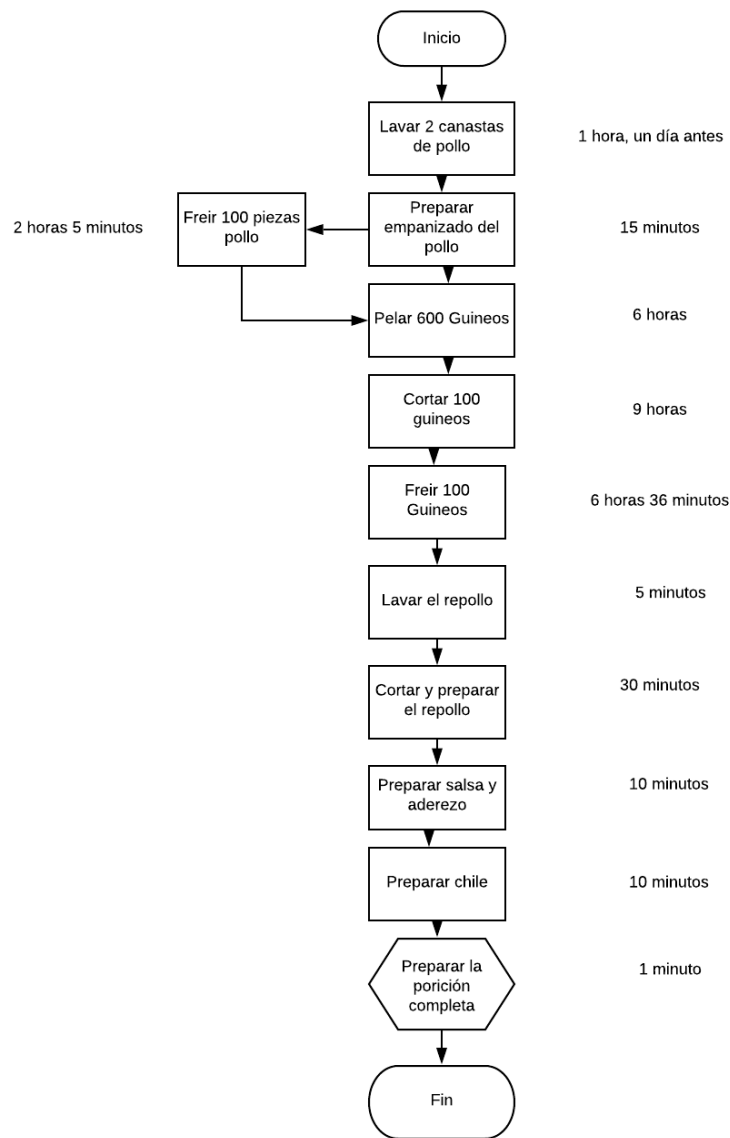 Inicio
Lavar 2 canastas
de pollo
1 hora, un día antes
2 horas 5 minutos
Freir 100 piezas
pollo
Preparar
empanizado del
pollo
15 minutos
Pelar 600 Guineos
6 horas
Cortar 100
guineos
9 horas
Freir 100
Guineos
6 horas 36 minutos
Lavar el repollo
5 minutos
Cortar y preparar
el repollo
30 minutos
Preparar salsa y
aderezo
10 minutos
Preparar chile
10 minutos
Preparar la
porición
completa
1 minuto
Fin